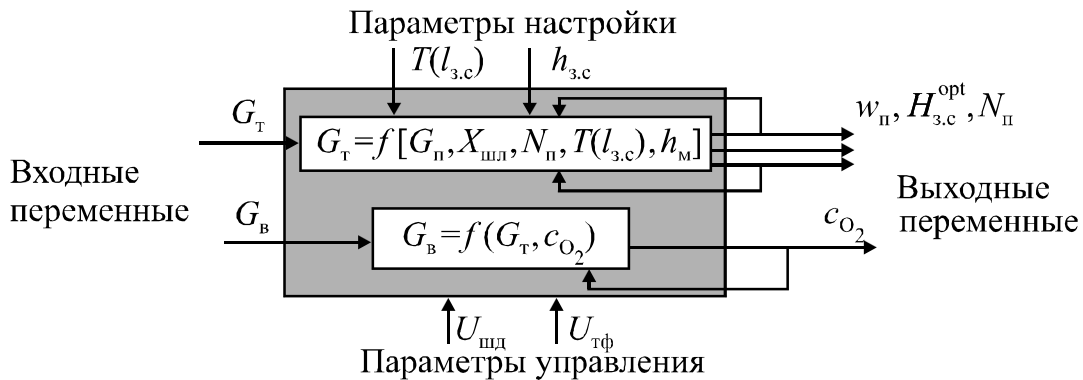 Параметры настройки
T(lз.с) hз.с
Gт
Gт=f[Gп,Xшл,Nп,T(lз.с),hм]
wп,Hз.сopt,Nп
Входные
переменные
Выходные
переменные
Gв
Gв=f(Gт,cO2)
cO2
Uшд Uтф
Параметры управления